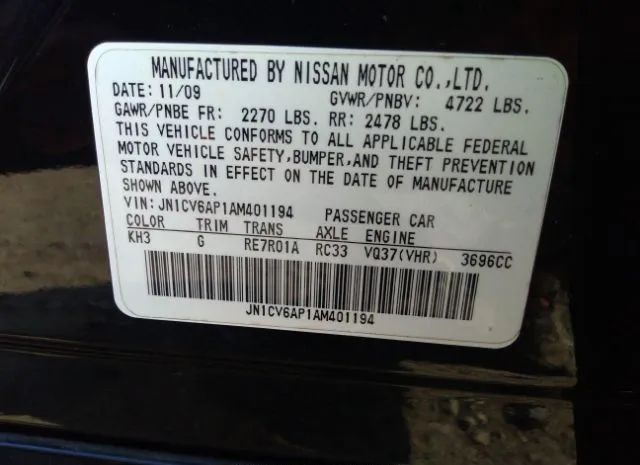 MANUFACTURED BY NISSAN MOTOR CO.,LTD.
DATE: 11/09 GVWR/PNBV: 4722 LBS.
GAWR/PNBE FR: 2270 LBS. RR: 2478 LBS.
THIS VEHICLE CONFORMS TO ALL APPLICABLE FEDERAL
MOTOR VEHICLE SAFETY,BUMPER,AND THEFT PREVENTION
STANDARDS IN EFFECT ON THE DATE OF MANUFACTURE
SHOWN ABOVE.
VIN: JN1CV6AP1AM401194 PASSENGER CAR
COLOR TRIM TRANS AXLE ENGINE
KH3 G RE7R01A RC33 VQ37(VHR) 3696CC
JN1CV6AP1AM401194